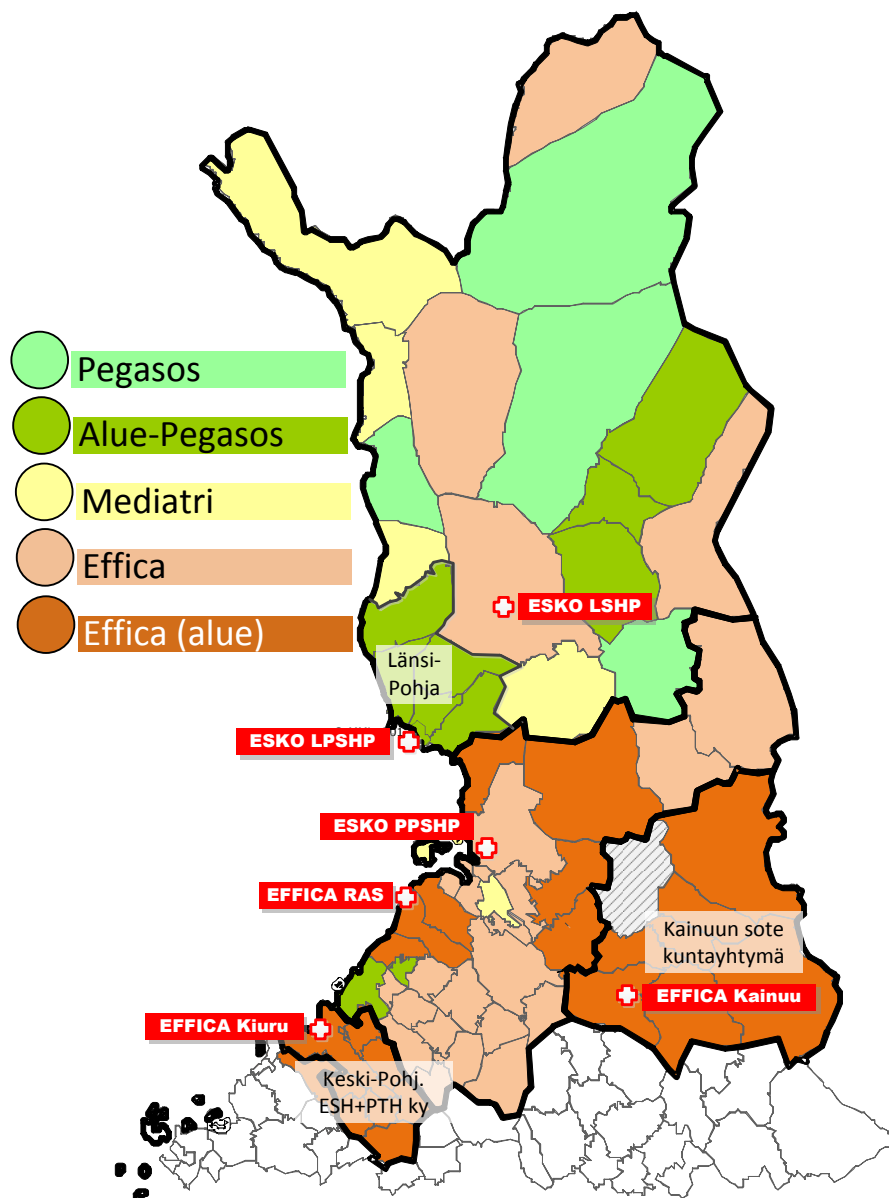 Pegasos
Alue-Pegasos
Mediatri
Effica
Effica (alue)
ESKO LSHP
Länsi-
Pohja
ESKO LPSHP
ESKO PPSHP
EFFICA RAS
Kainuun sote
kuntayhtymä
EFFICA Kainuu
EFFICA Kiuru
Keski-Pohj.
ESH+PTH ky